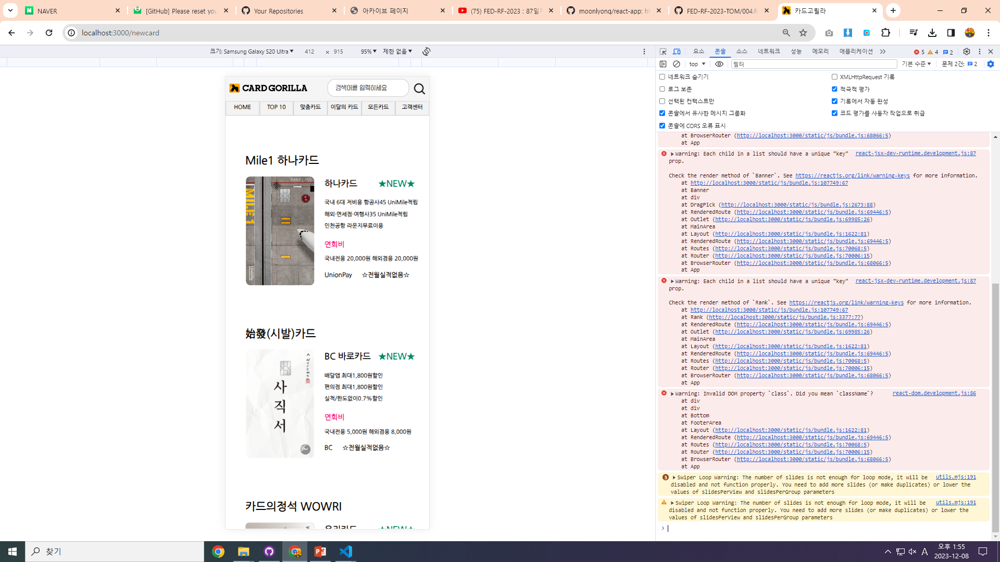 NAVER
[GitHub] Please reset you
Your Repositories
아카이브 페이지
(75) FED-RF-2023 : 87일차
moonlyong/react-app: ht
FED-RF-2023-TOM/004.R
카드고릴라
localhost:3000/newcard
크기: Samsung Galaxy S20 Ultra ▼ 412 × 915 95% ▼ 제한 없음 ▼
요소 콘솔 소스 네트워크 성능 메모리 애플리케이션 5 4 2
top ▼ 필터 기본 수준 ▼ 문제 2건: 2
네트워크 숨기기
XMLHttpRequest 기록
로그 보존
적극적 평가
선택된 컨텍스트만
기록에서 자동 완성
콘솔에서 유사한 메시지 그룹화
코드 평가를 사용자 작업으로 취급
콘솔에 CORS 오류 표시
CARD GORILLA
검색어를 입력하세요
HOME TOP 10 맞춤카드 이달의 카드 모든카드 고객센터
Mile1 하나카드
HANA CARD
MILE 1
UniMile
하나카드 ★NEW★
국내 6대 저비용 항공사45 UniMile적립
해외·면세점·여행사35 UniMile적립
인천공항 라운지무료이용
연회비
국내전용 20,000원 해외겸용 20,000원
UnionPay ☆전월실적없음☆
始發(시발)카드
사직서
BC 바로카드 ★NEW★
배달앱 최대1,800원할인
편의점 최대1,800원할인
실적/한도없이0.7%할인
연회비
국내전용 5,000원 해외겸용 8,000원
BC ☆전월실적없음☆
카드의정석 WOWRI
우리카드 ★NEW★
at BrowserRouter (http://localhost:3000/static/js/bundle.js:68066:5)
at App
Warning: Each child in a list should have a unique "key" react-jsx-dev-runtime.development.js:87
prop.
Check the render method of `Banner`. See https://reactjs.org/link/warning-keys for more information.
at http://localhost:3000/static/js/bundle.js:107749:67
at Banner
at div
at DragPick (http://localhost:3000/static/js/bundle.js:2673:88)
at RenderedRoute (http://localhost:3000/static/js/bundle.js:69446:5)
at Outlet (http://localhost:3000/static/js/bundle.js:69985:26)
at MainArea
at Layout (http://localhost:3000/static/js/bundle.js:1622:81)
at RenderedRoute (http://localhost:3000/static/js/bundle.js:69446:5)
at Routes (http://localhost:3000/static/js/bundle.js:70068:5)
at Router (http://localhost:3000/static/js/bundle.js:70006:15)
at BrowserRouter (http://localhost:3000/static/js/bundle.js:68066:5)
at App
Warning: Each child in a list should have a unique "key" react-jsx-dev-runtime.development.js:87
prop.
Check the render method of `Rank`. See https://reactjs.org/link/warning-keys for more information.
at http://localhost:3000/static/js/bundle.js:107749:67
at Rank (http://localhost:3000/static/js/bundle.js:3377:77)
at RenderedRoute (http://localhost:3000/static/js/bundle.js:69446:5)
at Outlet (http://localhost:3000/static/js/bundle.js:69985:26)
at MainArea
at Layout (http://localhost:3000/static/js/bundle.js:1622:81)
at RenderedRoute (http://localhost:3000/static/js/bundle.js:69446:5)
at Routes (http://localhost:3000/static/js/bundle.js:70068:5)
at Router (http://localhost:3000/static/js/bundle.js:70006:15)
at BrowserRouter (http://localhost:3000/static/js/bundle.js:68066:5)
at App
Warning: Invalid DOM property `class`. Did you mean `className`? react-dom.development.js:86
at div
at div
at Bottom
at FooterArea
at Layout (http://localhost:3000/static/js/bundle.js:1622:81)
at RenderedRoute (http://localhost:3000/static/js/bundle.js:69446:5)
at Routes (http://localhost:3000/static/js/bundle.js:70068:5)
at Router (http://localhost:3000/static/js/bundle.js:70006:15)
at BrowserRouter (http://localhost:3000/static/js/bundle.js:68066:5)
at App
3 Swiper Loop Warning: The number of slides is not enough for loop mode, it will be utils.mjs:191
disabled and not function properly. You need to add more slides (or make duplicates) or lower the
values of slidesPerView and slidesPerGroup parameters
Swiper Loop Warning: The number of slides is not enough for loop mode, it will be utils.mjs:191
disabled and not function properly. You need to add more slides (or make duplicates) or lower the
values of slidesPerView and slidesPerGroup parameters
찾기
A
오후 1:55
2023-12-08